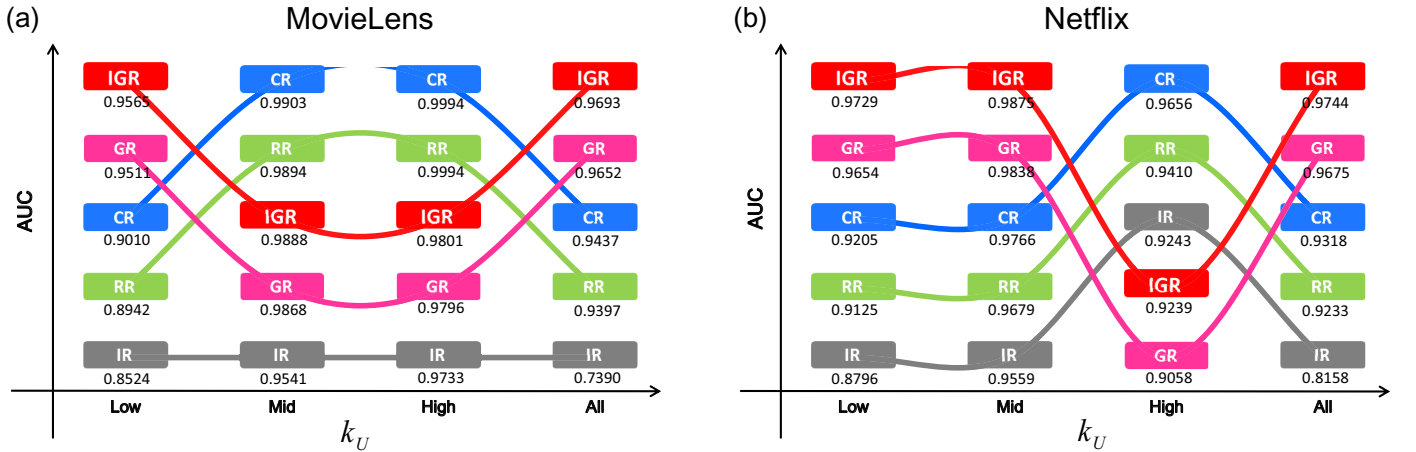 (a) MovieLens
AUC
IGR CR CR IGR
0.9565 0.9903 0.9994 0.9693
GR RR RR GR
0.9511 0.9894 0.9994 0.9652
CR IGR IGR CR
0.9010 0.9888 0.9801 0.9437
RR GR GR RR
0.8942 0.9868 0.9796 0.9397
IR IR IR IR
0.8524 0.9541 0.9733 0.7390
Low Mid High All
k_U
(b) Netflix
AUC
IGR IGR CR IGR
0.9729 0.9875 0.9656 0.9744
GR GR RR GR
0.9654 0.9838 0.9410 0.9675
CR CR IR CR
0.9205 0.9766 0.9243 0.9318
RR RR IGR RR
0.9125 0.9679 0.9239 0.9233
IR IR GR IR
0.8796 0.9559 0.9058 0.8158
Low Mid High All
k_U